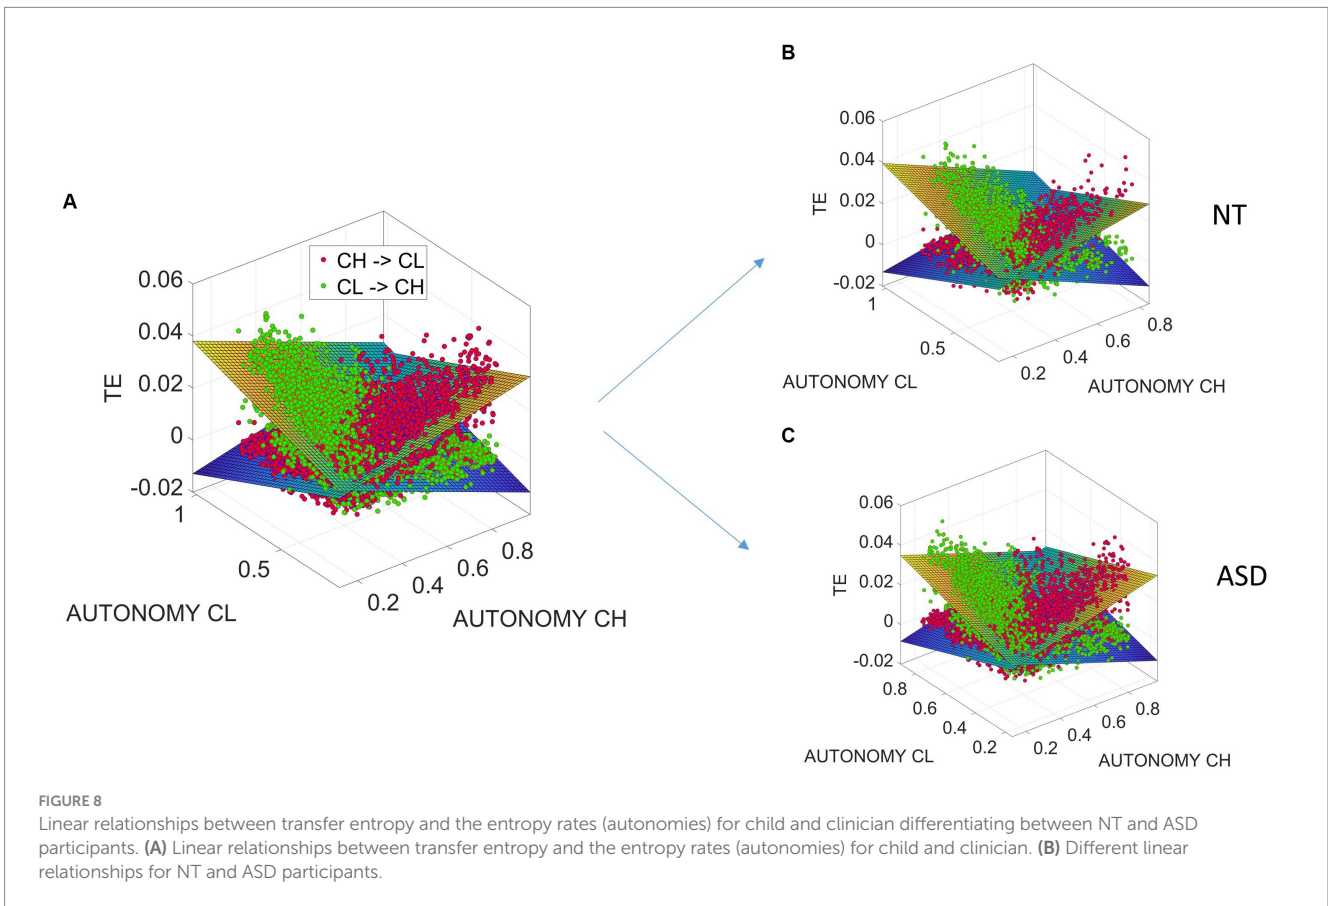 A
CH -> CL
CL -> CH
0.06
0.04
0.02
0
-0.02
TE
1
0.5
0.2
0.4
0.6
0.8
AUTONOMY CL
AUTONOMY CH
B
0.06
0.04
0.02
0
-0.02
TE
1
0.5
0.2
0.4
0.6
0.8
AUTONOMY CL
AUTONOMY CH
NT
C
0.06
0.04
0.02
0
-0.02
TE
0.8
0.6
0.4
0.2
0.2
0.4
0.6
0.8
AUTONOMY CL
AUTONOMY CH
ASD
FIGURE 8
Linear relationships between transfer entropy and the entropy rates (autonomies) for child and clinician differentiating between NT and ASD
participants. (A) Linear relationships between transfer entropy and the entropy rates (autonomies) for child and clinician. (B) Different linear
relationships for NT and ASD participants.